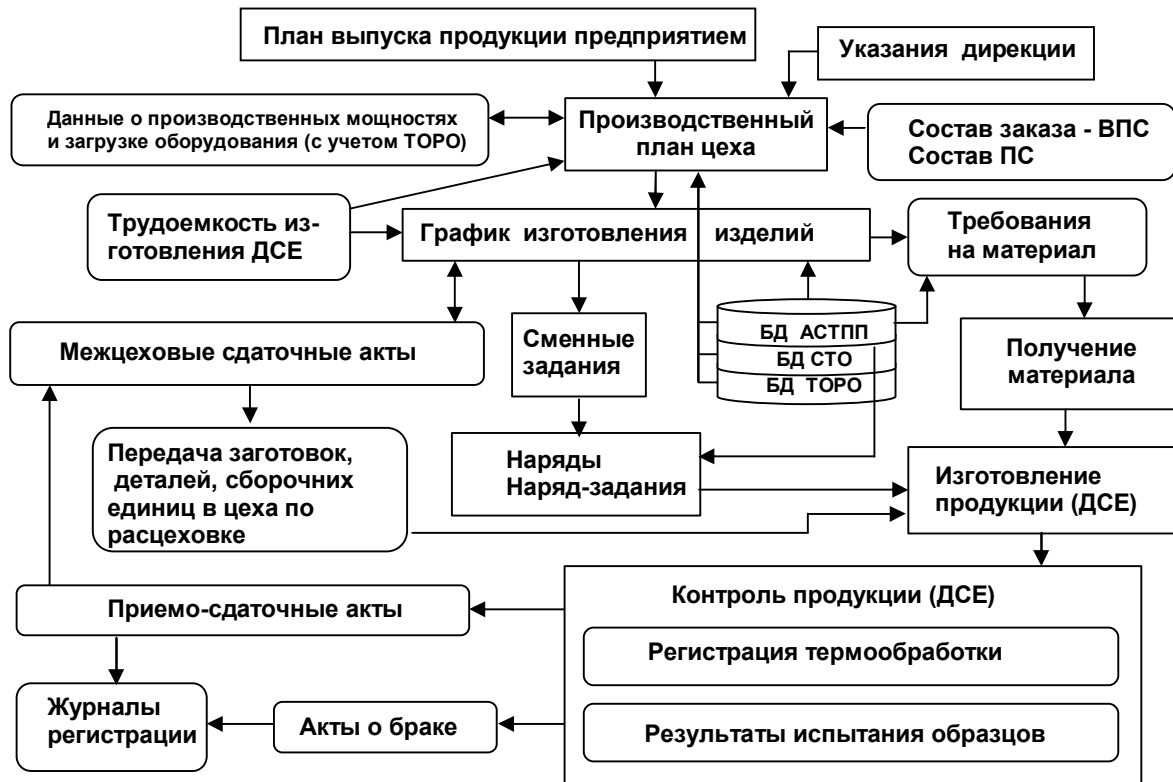 План выпуска продукции предприятием
Указания дирекции
Данные о производственных мощностях
и загрузке оборудования (с учетом ТОРО)
Производственный
план цеха
Состав заказа - ВПС
Состав ПС
Трудоемкость из-
готовления ДСЕ
График изготовления изделий
Требования
на материал
Межцеховые сдаточные акты
Сменные
задания
БД АСТПП
БД СТО
БД ТОРО
Получение
материала
Передача заготовок,
деталей, сборочних
единиц в цеха по
расцеховке
Наряды
Наряд-задания
Изготовление
продукции (ДСЕ)
Приемо-сдаточные акты
Контроль продукции (ДСЕ)
Регистрация термообработки
Журналы
регистрации
Акты о браке
Результаты испытания образцов